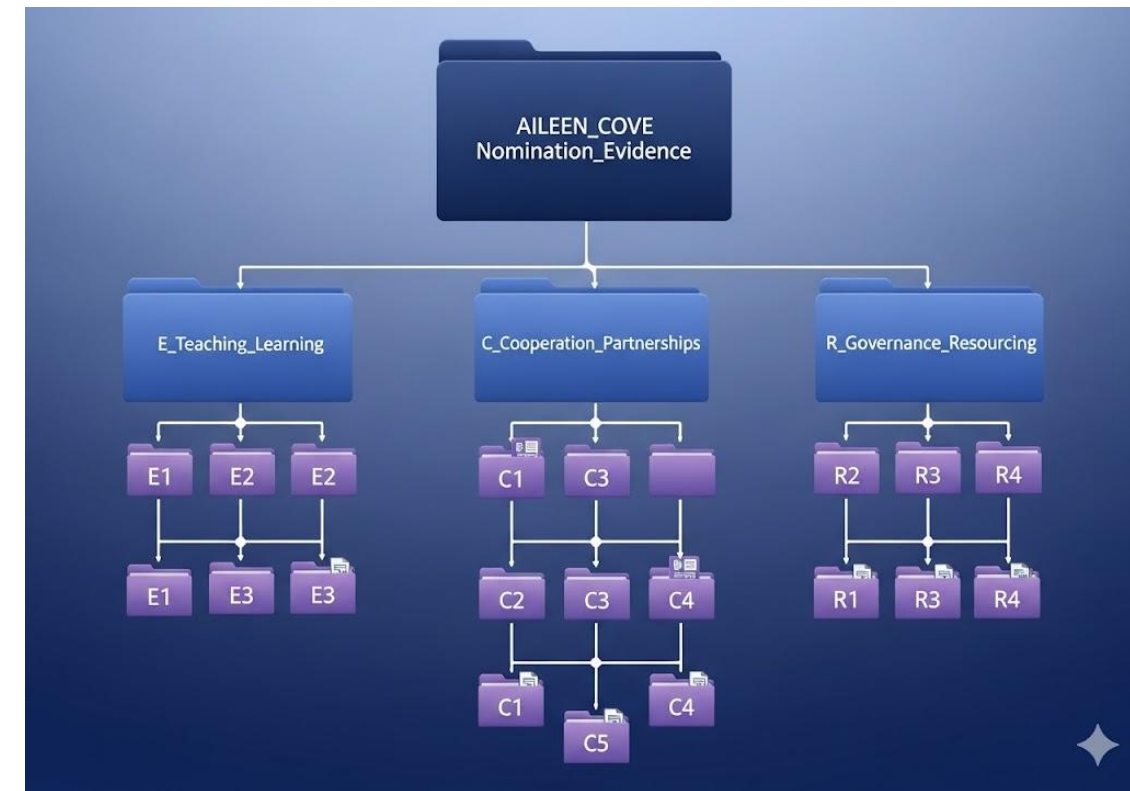 AILEEN_COVE
Nomination_Evidence
E_Teaching_Learning
C_Cooperation_Partnerships
R_Governance_Resourcing
E1
E2
E2
C1
C3
R2
R3
R4
E1
E3
E3
C2
C3
C4
R1
R3
R4
C1
C4
C5